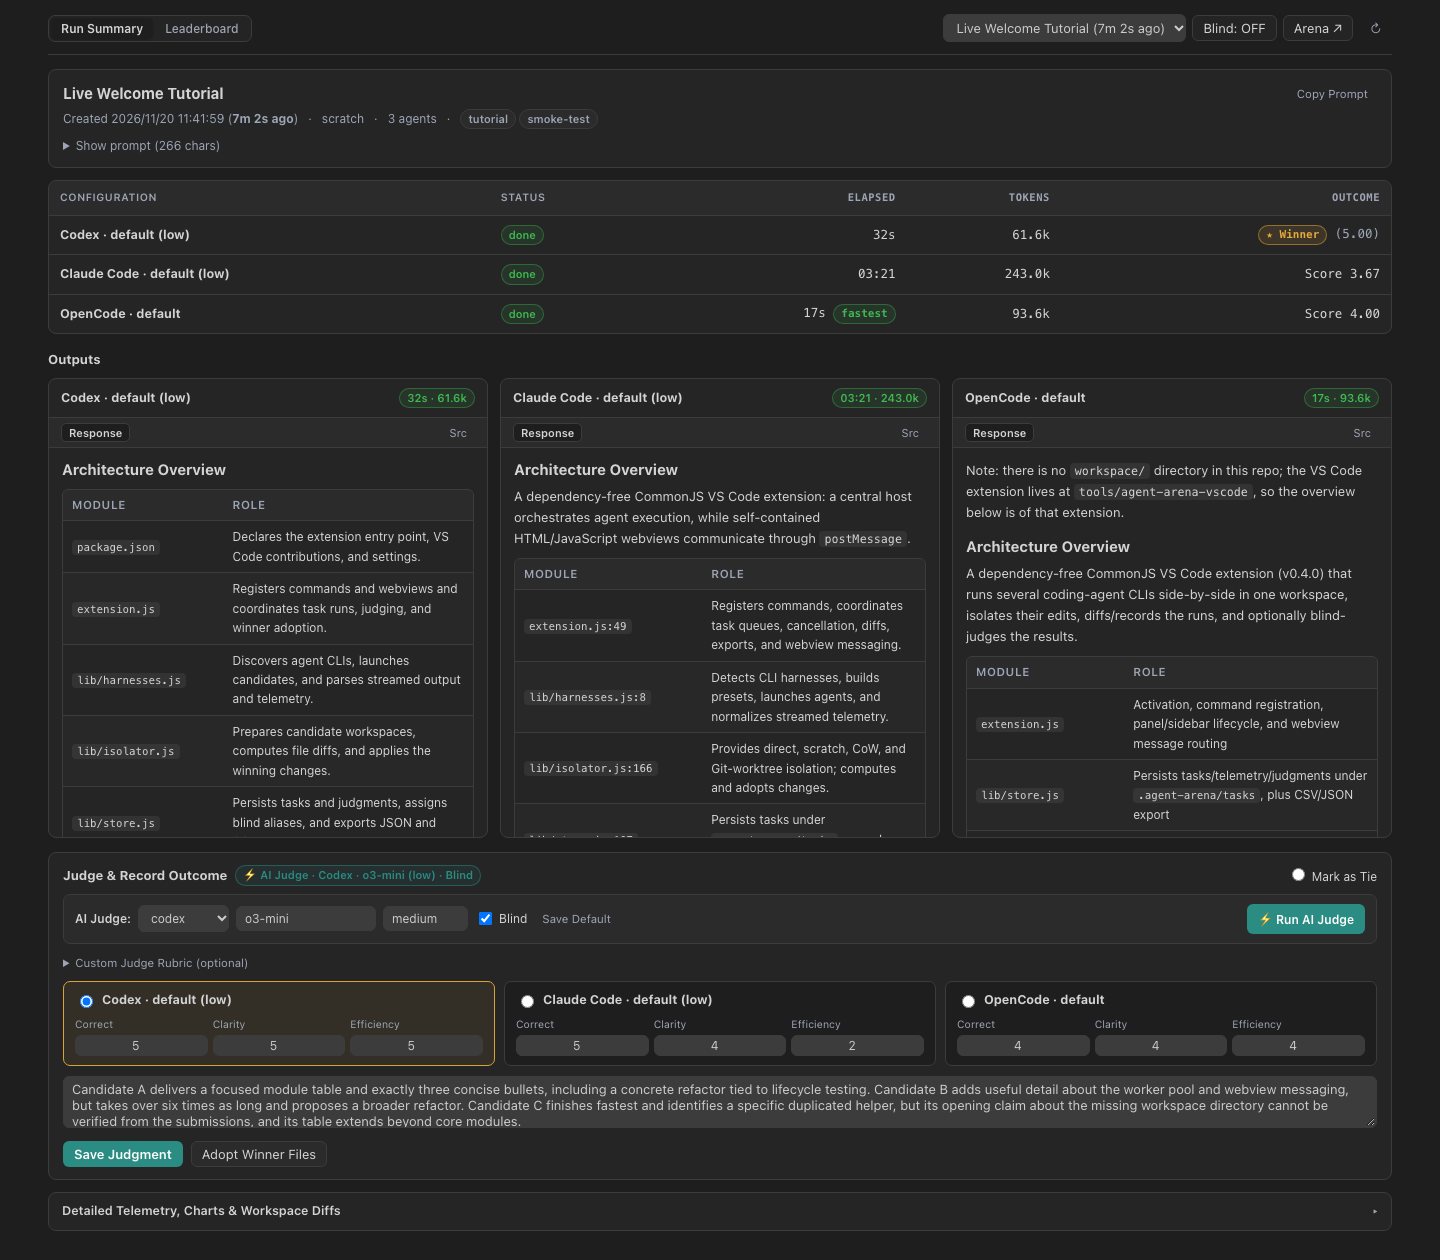 Run Summary Leaderboard Live Welcome Tutorial (7m 2s ago) Blind: OFF Arena ↗ ↻
Live Welcome Tutorial Copy Prompt
Created 2026/11/20 11:41:59 (7m 2s ago) · scratch · 3 agents · tutorial smoke-test
▶ Show prompt (266 chars)
CONFIGURATION STATUS ELAPSED TOKENS OUTCOME
Codex · default (low) done 32s 61.6k ★ Winner (5.00)
Claude Code · default (low) done 03:21 243.0k Score 3.67
OpenCode · default done 17s fastest 93.6k Score 4.00
Outputs
Codex · default (low) 32s · 61.6k
Response Src
Architecture Overview
MODULE ROLE
package.json
Declares the extension entry point, VS
Code contributions, and settings.
extension.js
Registers commands and webviews and
coordinates task runs, judging, and
winner adoption.
lib/harnesses.js
Discovers agent CLIs, launches
candidates, and parses streamed output
and telemetry.
lib/isolator.js
Prepares candidate workspaces,
computes file diffs, and applies the
winning changes.
lib/store.js
Persists tasks and judgments, assigns
blind aliases, and exports JSON and
Claude Code · default (low) 03:21 · 243.0k
Response Src
Architecture Overview
A dependency-free CommonJS VS Code extension: a central host
orchestrates agent execution, while self-contained
HTML/JavaScript webviews communicate through postMessage.
MODULE ROLE
extension.js:49
Registers commands, coordinates
task queues, cancellation, diffs,
exports, and webview messaging.
lib/harnesses.js:8
Detects CLI harnesses, builds
presets, launches agents, and
normalizes streamed telemetry.
lib/isolator.js:166
Provides direct, scratch, CoW, and
Git-worktree isolation; computes
and adopts changes.
Persists tasks under
OpenCode · default 17s · 93.6k
Response Src
Note: there is no workspace/ directory in this repo; the VS Code
extension lives at tools/agent-arena-vscode, so the overview
below is of that extension.
Architecture Overview
A dependency-free CommonJS VS Code extension (v0.4.0) that
runs several coding-agent CLIs side-by-side in one workspace,
isolates their edits, diffs/records the runs, and optionally blind-
judges the results.
MODULE ROLE
extension.js
Activation, command registration,
panel/sidebar lifecycle, and webview
message routing
lib/store.js
Persists tasks/telemetry/judgments under
.agent-arena/tasks, plus CSV/JSON
export
Judge & Record Outcome ⚡ AI Judge · Codex · o3-mini (low) · Blind Mark as Tie
AI Judge: codex o3-mini medium Blind Save Default ⚡ Run AI Judge
▶ Custom Judge Rubric (optional)
Codex · default (low)
Correct Clarity Efficiency
5 5 5
Claude Code · default (low)
Correct Clarity Efficiency
5 4 2
OpenCode · default
Correct Clarity Efficiency
4 4 4
Candidate A delivers a focused module table and exactly three concise bullets, including a concrete refactor tied to lifecycle testing. Candidate B adds useful detail about the worker pool and webview messaging,
but takes over six times as long and proposes a broader refactor. Candidate C finishes fastest and identifies a specific duplicated helper, but its opening claim about the missing workspace directory cannot be
verified from the submissions, and its table extends beyond core modules.
Save Judgment Adopt Winner Files
Detailed Telemetry, Charts & Workspace Diffs ▸